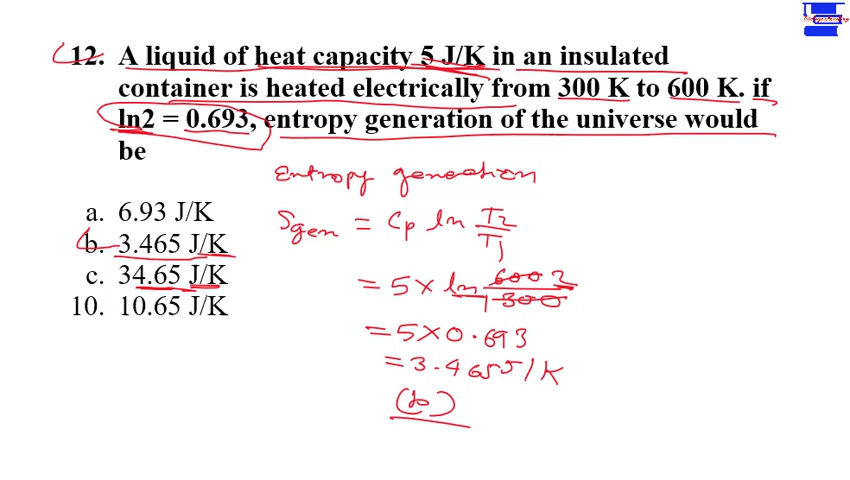 12. A liquid of heat capacity 5 J/K in an insulated
container is heated electrically from 300 K to 600 K. if
ln2 = 0.693, entropy generation of the universe would
be
Entropy generation
a. 6.93 J/K
b. 3.465 J/K
c. 34.65 J/K
10. 10.65 J/K
Sgen = Cp ln T2/T1
= 5 × ln 600 2/1 300
= 5 × 0.693
= 3.465 J/K
(b)